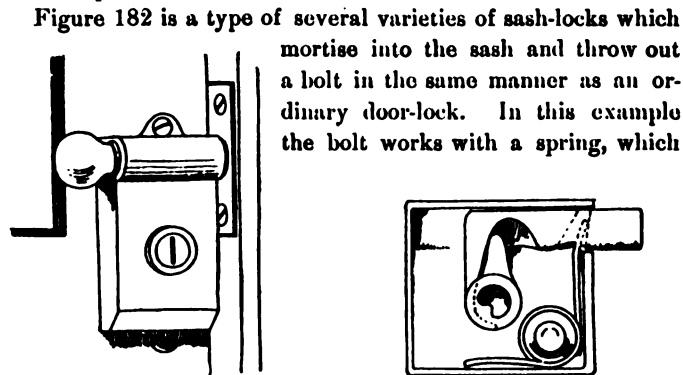 Figure 182 is a type of several varieties of sash-locks which
mortise into the sash and throw out
a bolt in the same manner as an or-
dinary door-lock. In this example
the bolt works with a spring, which